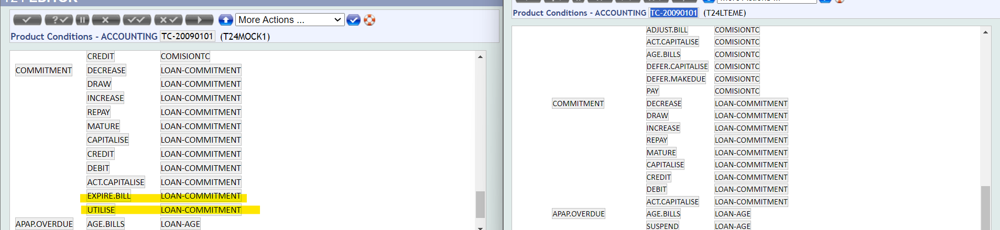 T24 EDITOR
More Actions ...
Product Conditions - ACCOUNTING TC-20090101 (T24MOCK1)
CREDIT COMISIONTC
COMMITMENT DECREASE LOAN-COMMITMENT
DRAW LOAN-COMMITMENT
INCREASE LOAN-COMMITMENT
REPAY LOAN-COMMITMENT
MATURE LOAN-COMMITMENT
CAPITALISE LOAN-COMMITMENT
CREDIT LOAN-COMMITMENT
DEBIT LOAN-COMMITMENT
ACT.CAPITALISE LOAN-COMMITMENT
EXPIRE.BILL LOAN-COMMITMENT
UTILISE LOAN-COMMITMENT
APAP.OVERDUE AGE.BILLS LOAN-AGE
More Actions ...
Product Conditions - ACCOUNTING TC-20090101 (T24LTEME)
ADJUST.BILL COMISIONTC
ACT.CAPITALISE COMISIONTC
AGE.BILLS COMISIONTC
DEFER.CAPITALISE COMISIONTC
DEFER.MAKEDUE COMISIONTC
PAY COMISIONTC
COMMITMENT DECREASE LOAN-COMMITMENT
DRAW LOAN-COMMITMENT
INCREASE LOAN-COMMITMENT
REPAY LOAN-COMMITMENT
MATURE LOAN-COMMITMENT
CAPITALISE LOAN-COMMITMENT
CREDIT LOAN-COMMITMENT
DEBIT LOAN-COMMITMENT
ACT.CAPITALISE LOAN-COMMITMENT
APAP.OVERDUE AGE.BILLS LOAN-AGE
SUSPEND LOAN-AGE